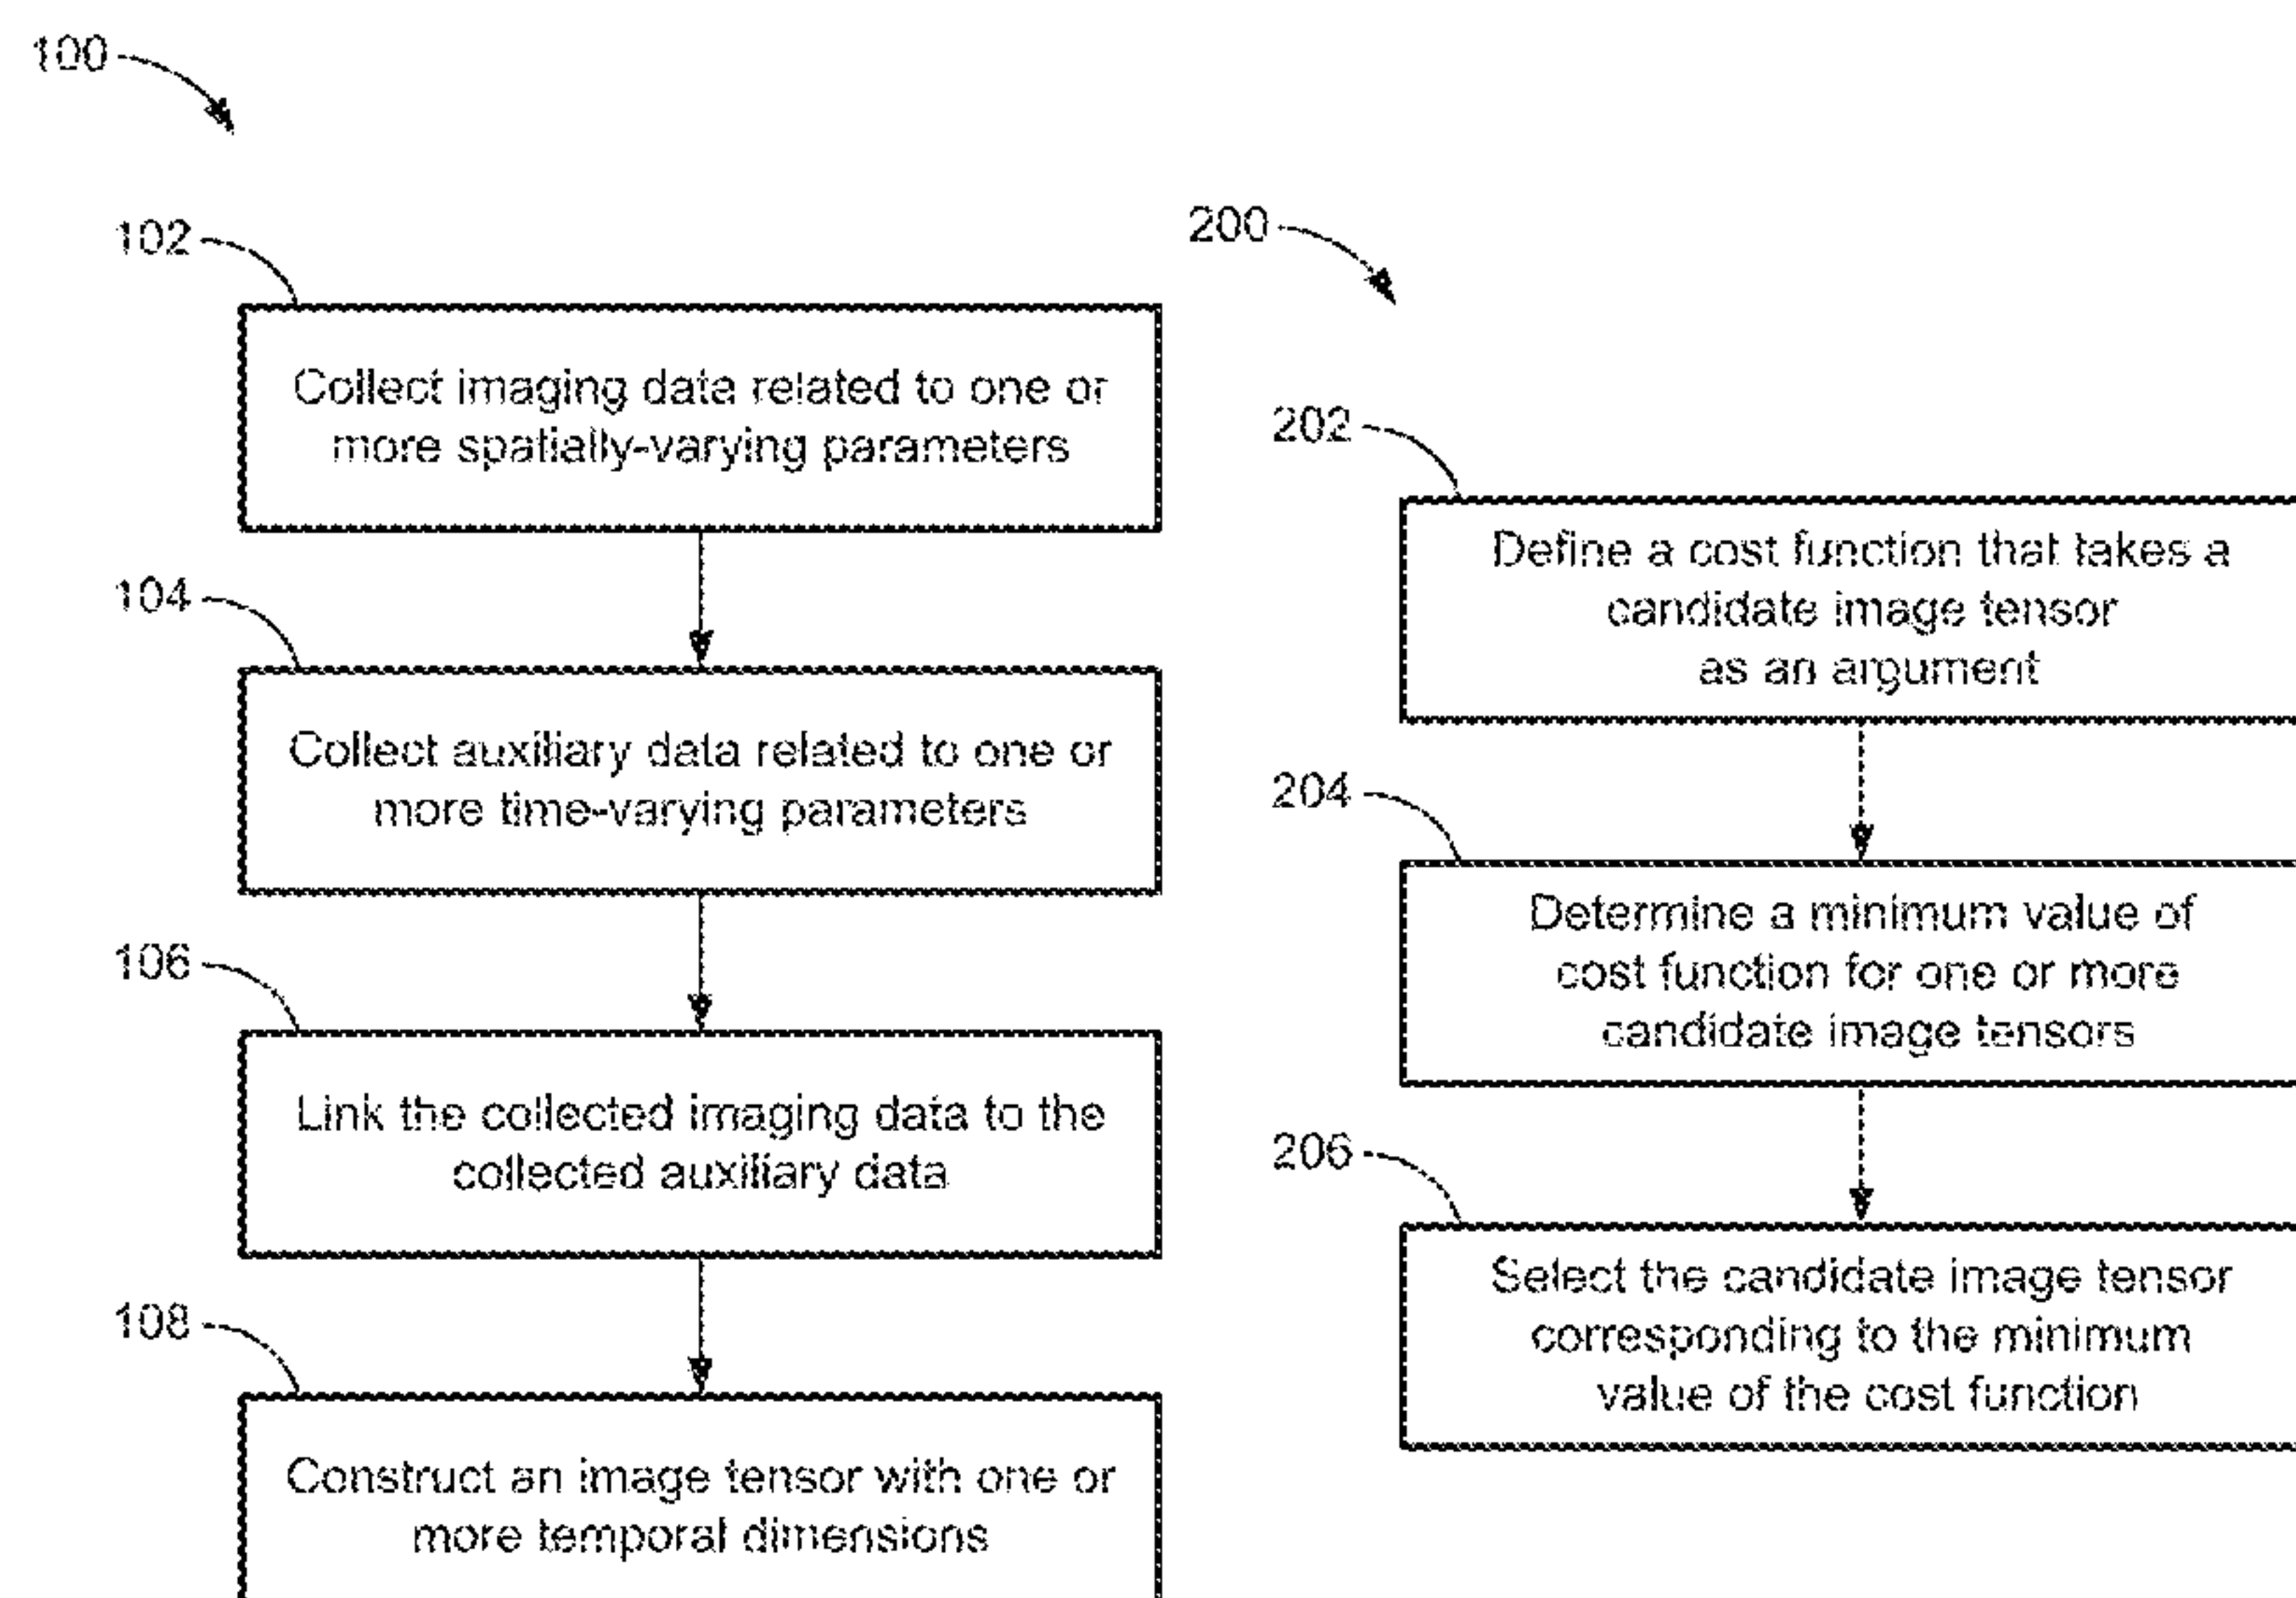 100
102
Collect imaging data related to one or
more spatially-varying parameters
104
Collect auxiliary data related to one or
more time-varying parameters
106
Link the collected imaging data to the
collected auxiliary data
108
Construct an image tensor with one or
more temporal dimensions
200
202
Define a cost function that takes a
candidate image tensor
as an argument
204
Determine a minimum value of
cost function for one or more
candidate image tensors
206
Select the candidate image tensor
corresponding to the minimum
value of the cost function